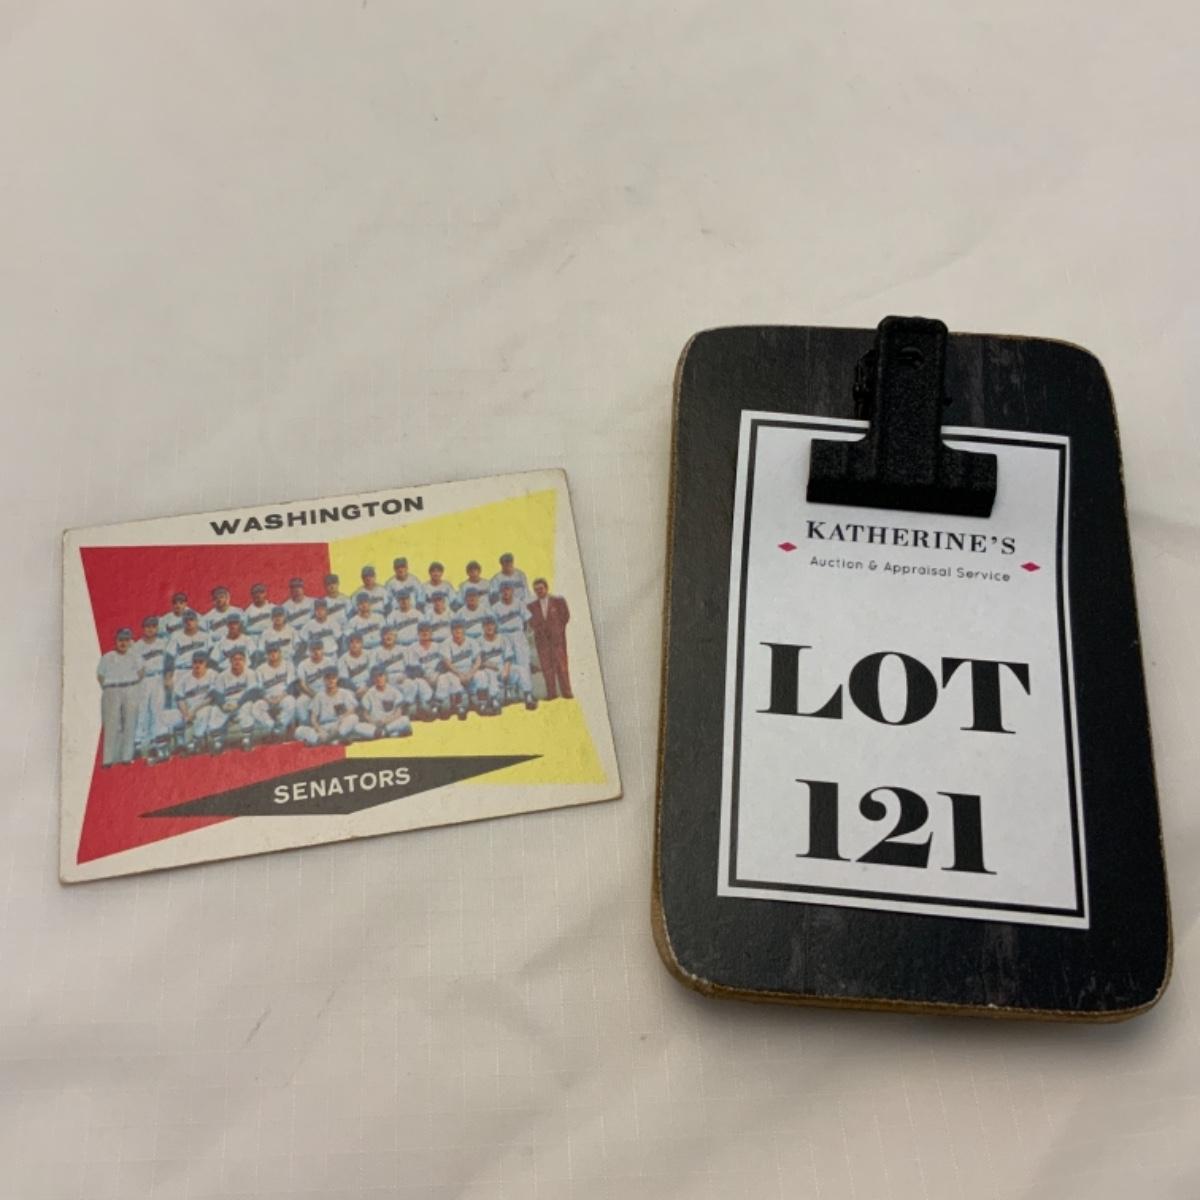 WASHINGTON
SENATORS
KATHERINE'S
Auction & Appraisal Service
LOT
121